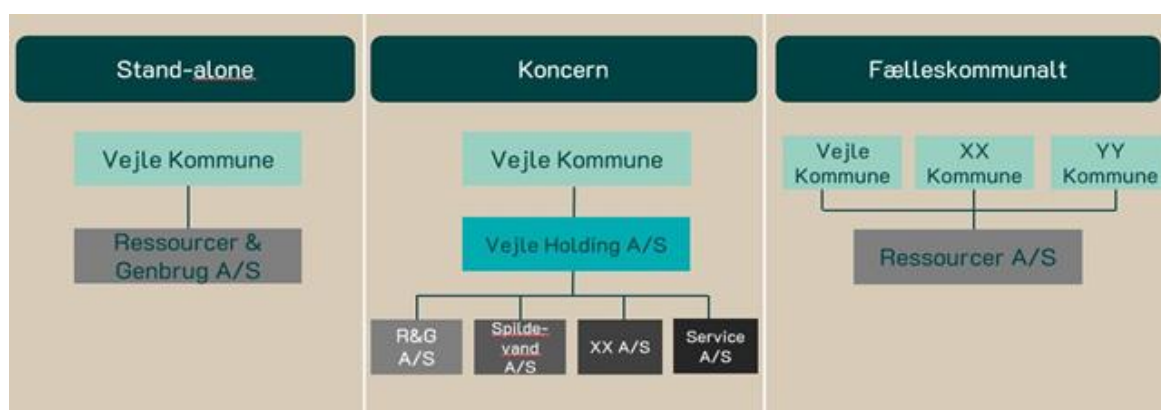 Stand-alone
Vejle Kommune
Ressourcer &
Genbrug A/S
Koncern
Vejle Kommune
Vejle Holding A/S
R&G
A/S
Spilde-
vand
A/S
XX A/S
Service
A/S
Fælleskommunalt
Vejle
Kommune
XX
Kommune
YY
Kommune
Ressourcer A/S